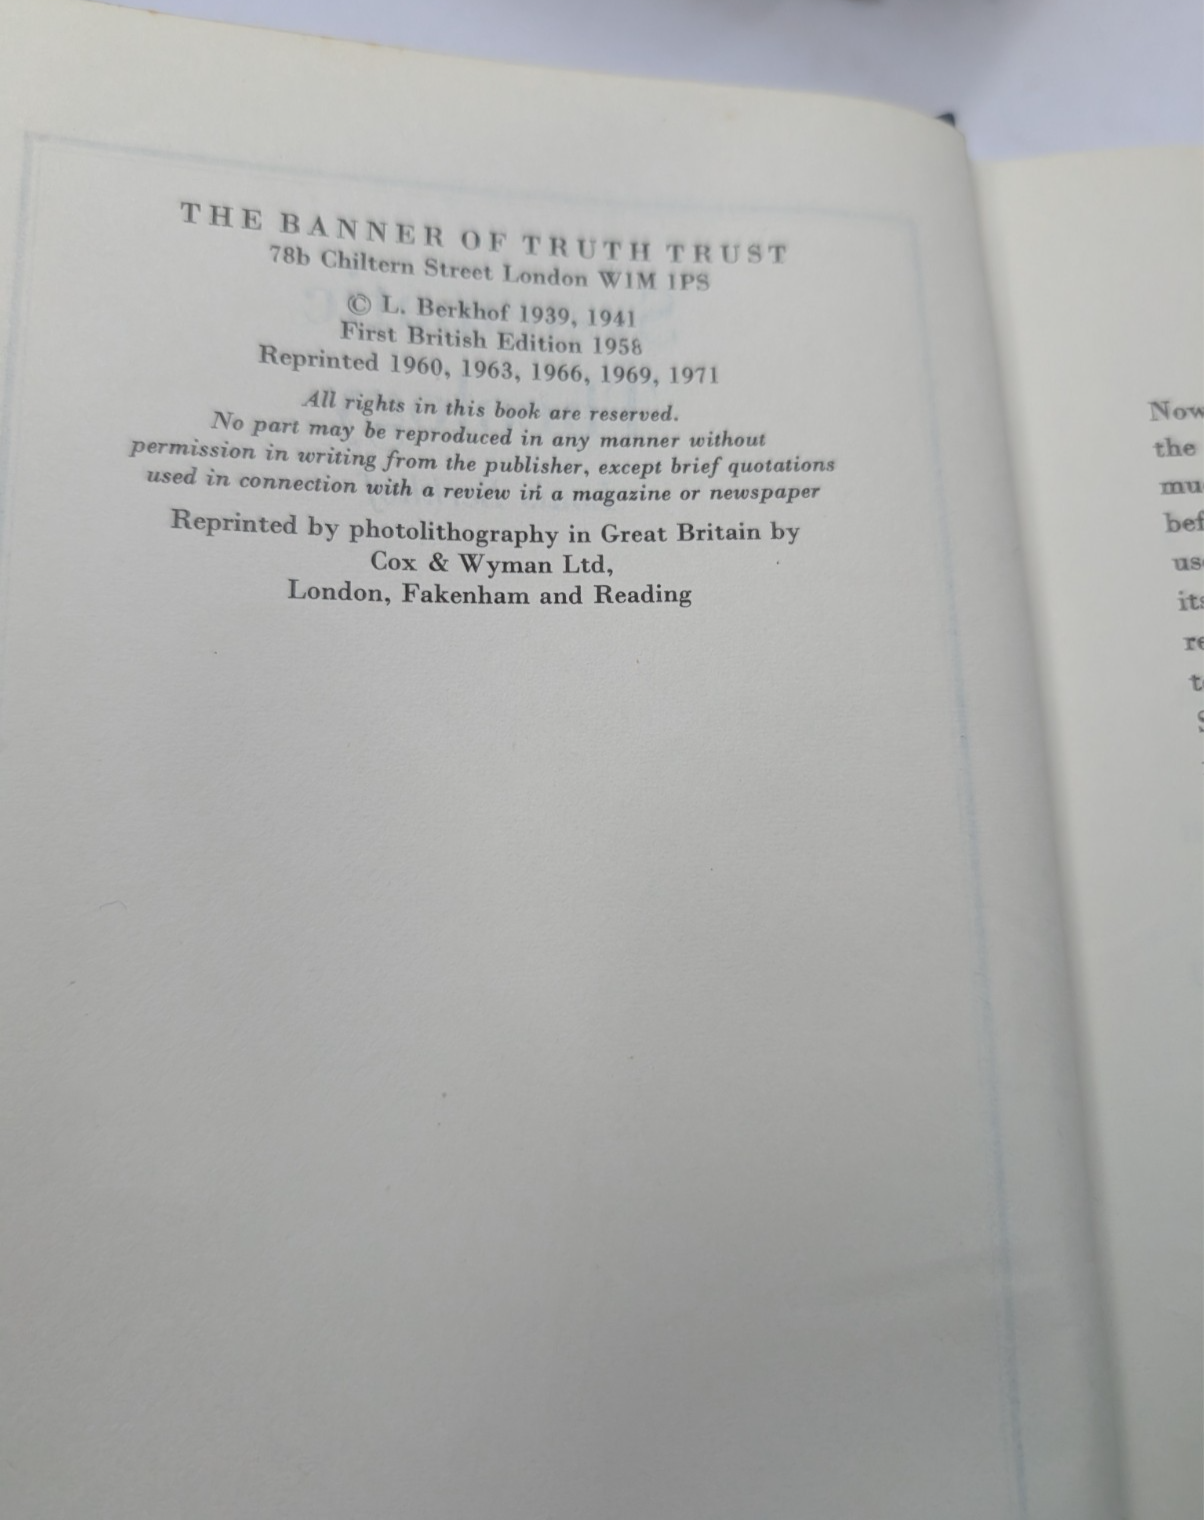 THE BANNER OF TRUTH TRUST
78b Chiltern Street London W1M 1PS
© L. Berkhof 1939, 1941
First British Edition 1958
Reprinted 1960, 1963, 1966, 1969, 1971
All rights in this book are reserved.
No part may be reproduced in any manner without
permission in writing from the publisher, except brief quotations
used in connection with a review in a magazine or newspaper
Reprinted by photolithography in Great Britain by
Cox & Wyman Ltd,
London, Fakenham and Reading
Now
the